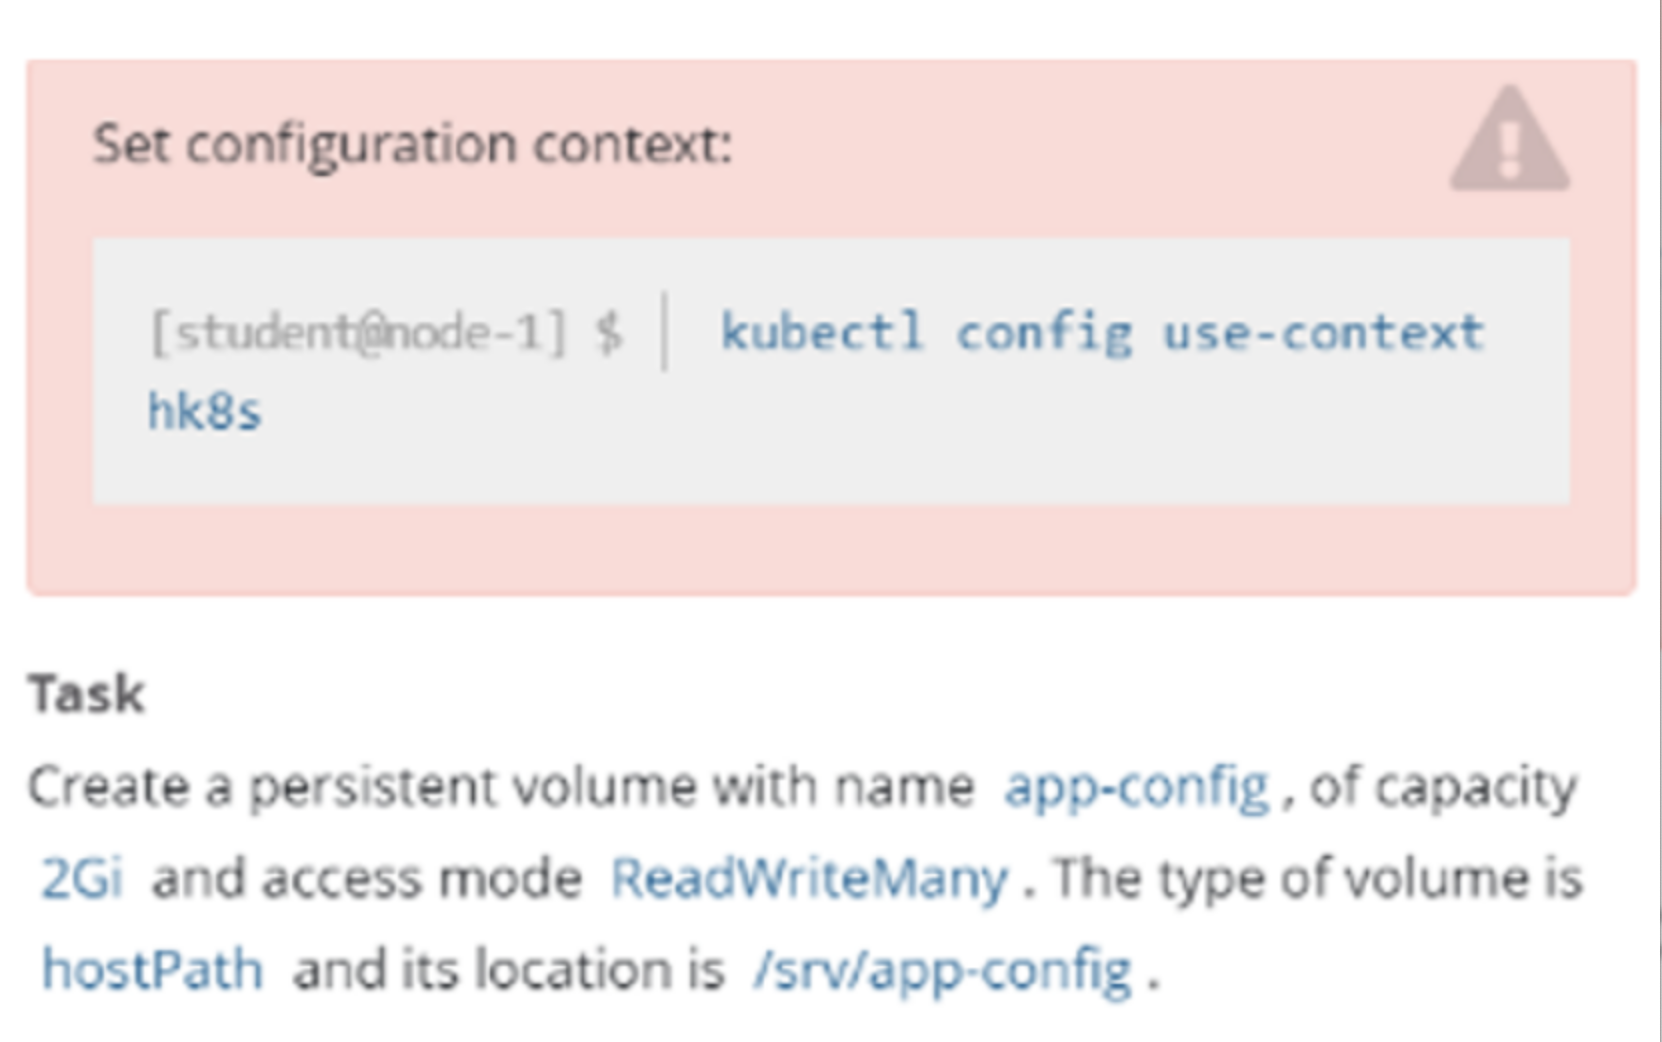 Set configuration context:
[student@node-1] $ | kubectl config use-context
hk8s
Task
Create a persistent volume with name app-config , of capacity
2Gi and access mode ReadWriteMany . The type of volume is
hostPath and its location is /srv/app-config .